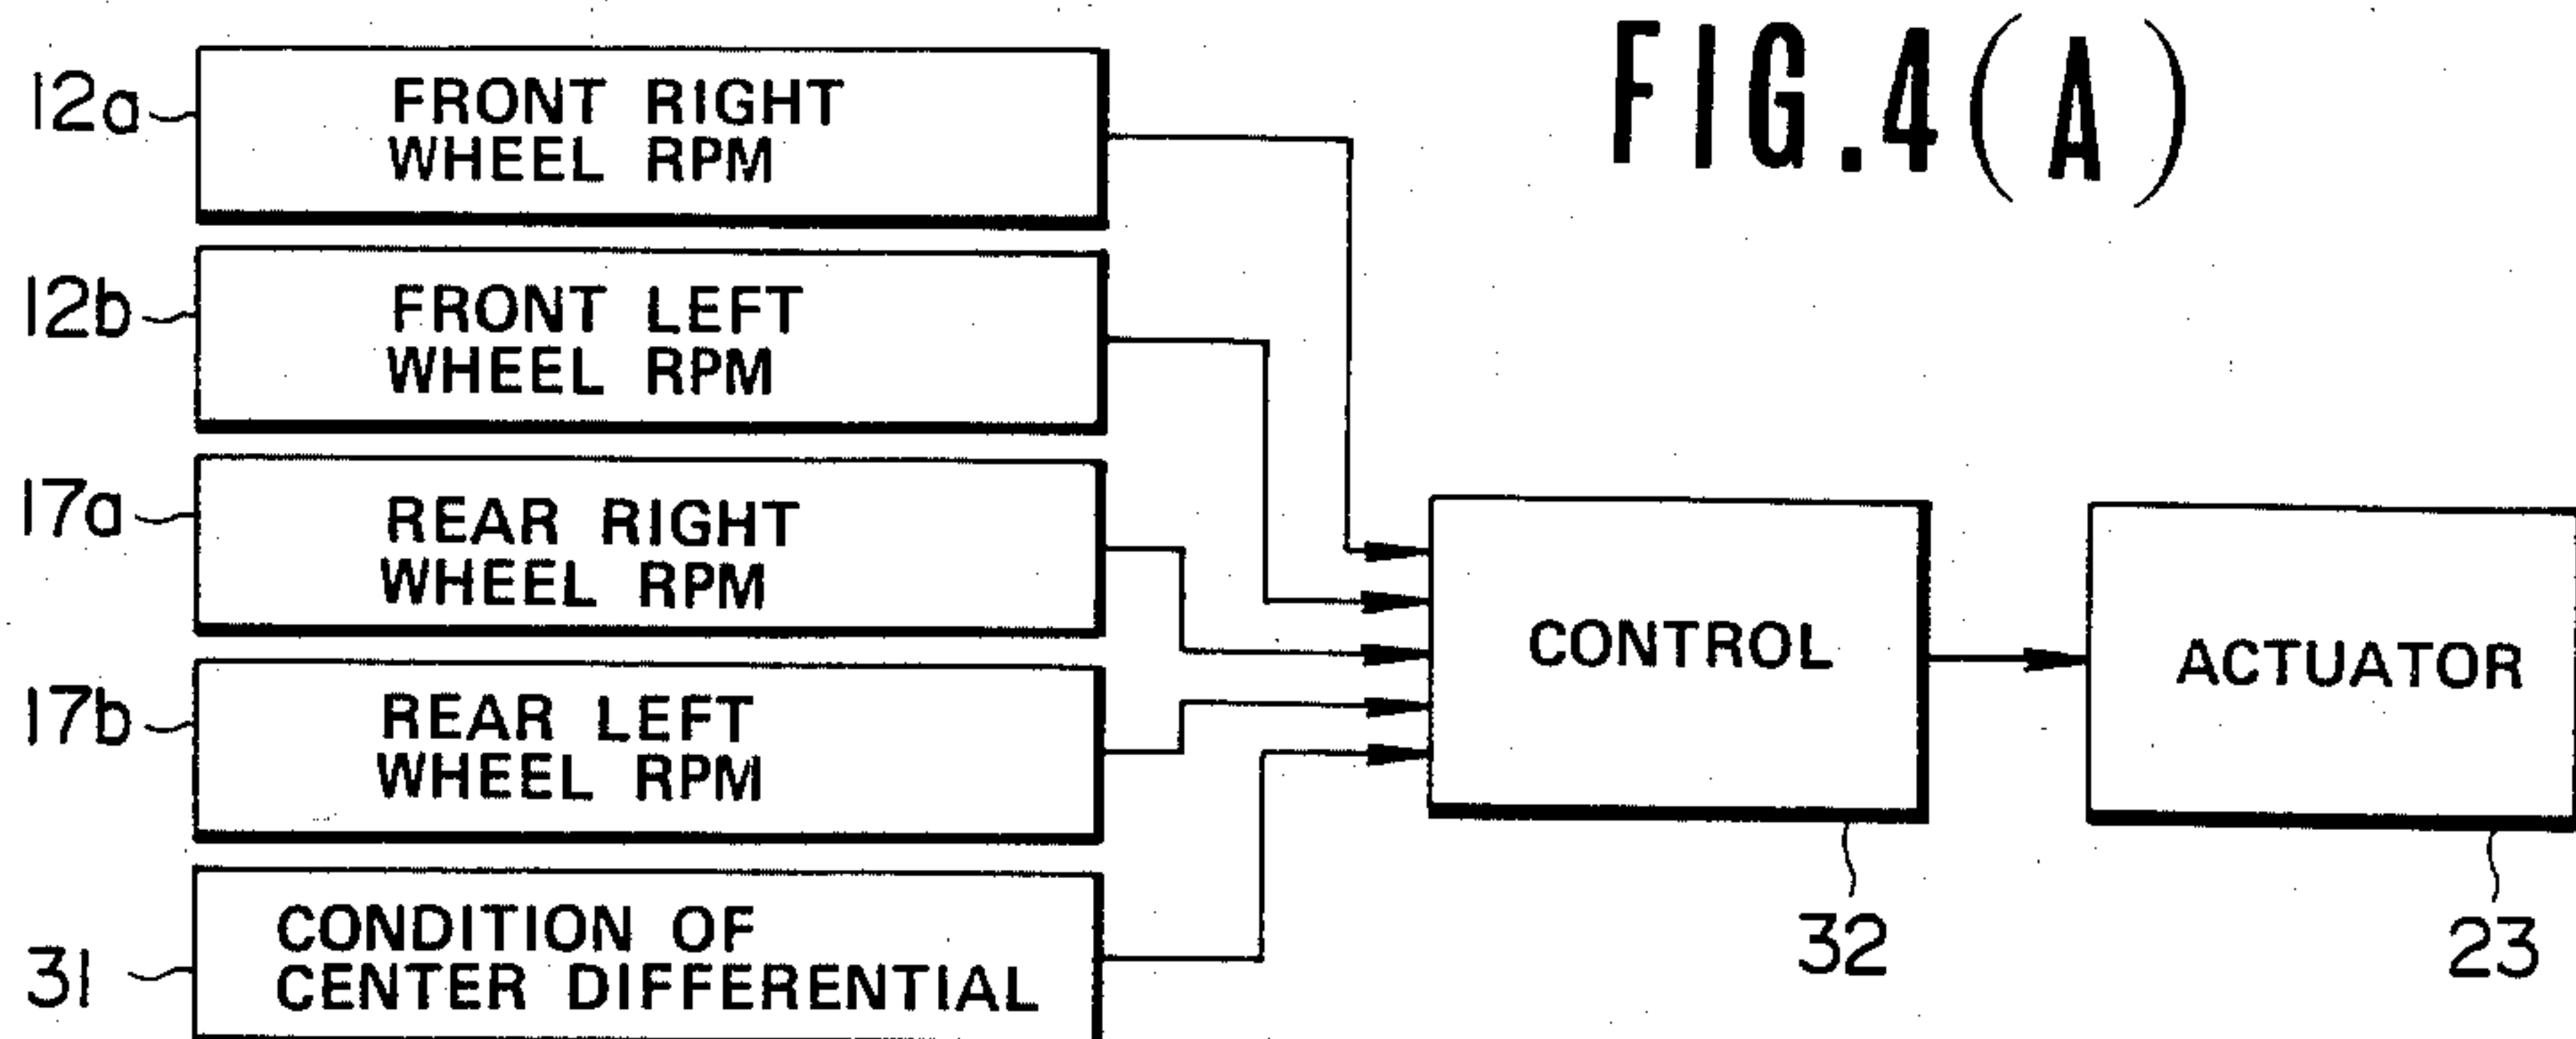 FIG.4(A)
12a
FRONT RIGHT
WHEEL RPM
12b
FRONT LEFT
WHEEL RPM
17a
REAR RIGHT
WHEEL RPM
17b
REAR LEFT
WHEEL RPM
31
CONDITION OF
CENTER DIFFERENTIAL
CONTROL
32
ACTUATOR
23